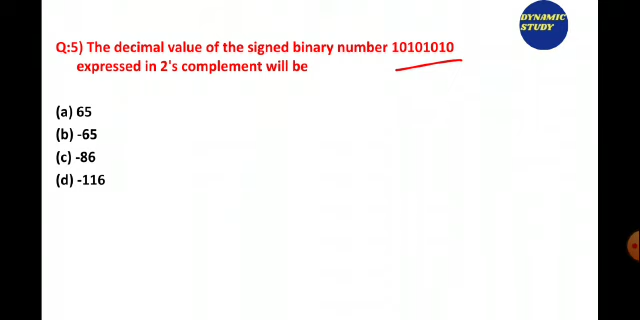 DYNAMIC
STUDY
Q:5) The decimal value of the signed binary number 10101010
expressed in 2's complement will be
(a) 65
(b) -65
(c) -86
(d) -116